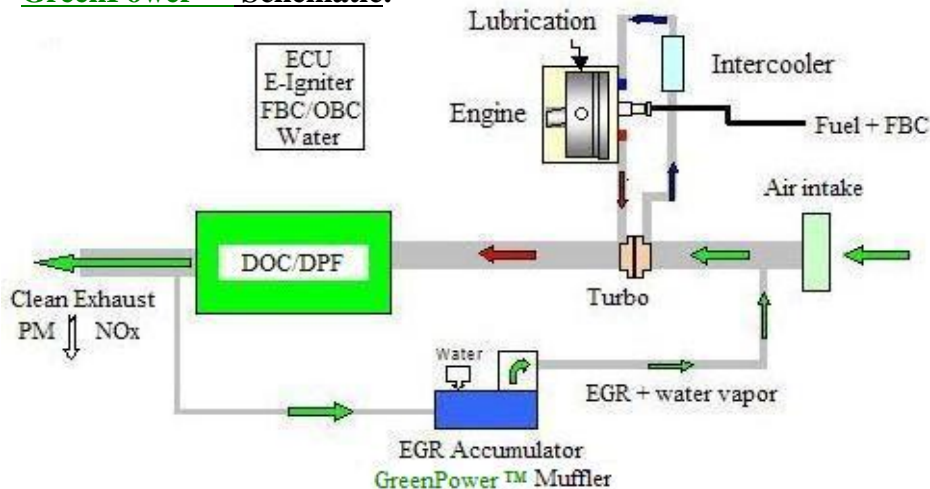 GreenPower™ Schematic:
Lubrication
ECU
E-Igniter
FBC/OBC
Water
Intercooler
Engine
Fuel + FBC
Air intake
DOC/DPF
Turbo
Clean Exhaust
PM NOx
Water
EGR + water vapor
EGR Accumulator
GreenPower ™ Muffler